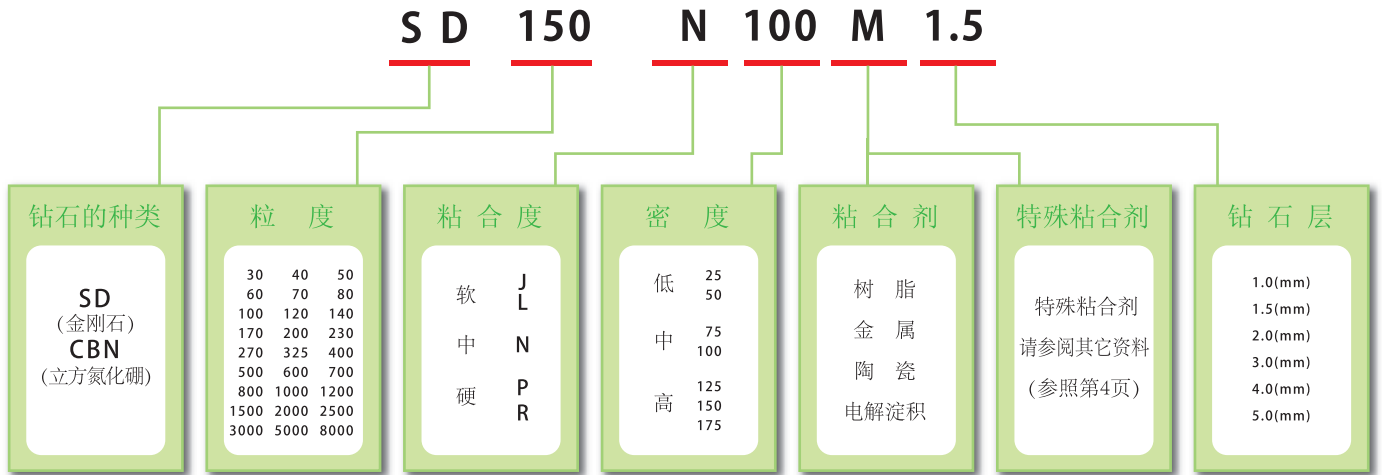 SD 150 N 100 M 1.5
钻石的种类
SD
(金刚石)
CBN
(立方氮化硼)
粒 度
30 40 50
60 70 80
100 120 140
170 200 230
270 325 400
500 600 700
800 1000 1200
1500 2000 2500
3000 5000 8000
粘合度
软 J
L
中 N
硬 P
R
密 度
低 25
50
中 75
100
高 125
150
175
粘合剂
树 脂
金 属
陶 瓷
电解淀积
特殊粘合剂
特殊粘合剂
请参阅其它资料
(参照第4页)
钻石层
1.0(mm)
1.5(mm)
2.0(mm)
3.0(mm)
4.0(mm)
5.0(mm)